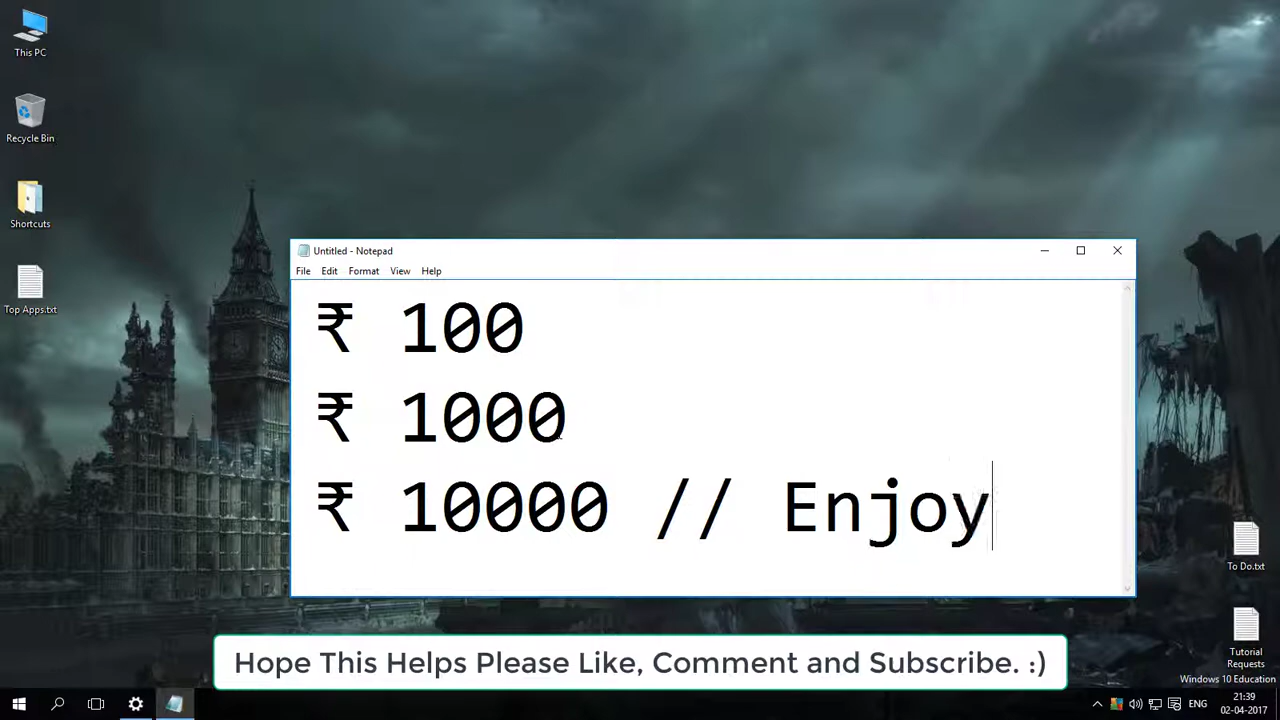 This PC
Recycle Bin
Shortcuts
Top Apps.txt
Untitled - Notepad
File Edit Format View Help
₹ 100
₹ 1000
₹ 10000 // Enjoy
To Do.txt
Tutorial
Requests
Hope This Helps Please Like, Comment and Subscribe. :)
Windows 10 Education
ENG
21:39
02-04-2017